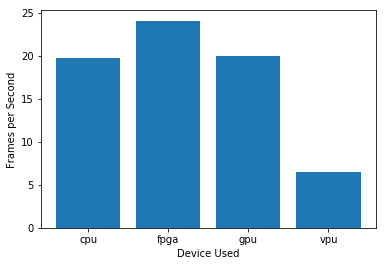 25
20
15
10
5
0
Frames per Second
cpu fpga gpu vpu
Device Used